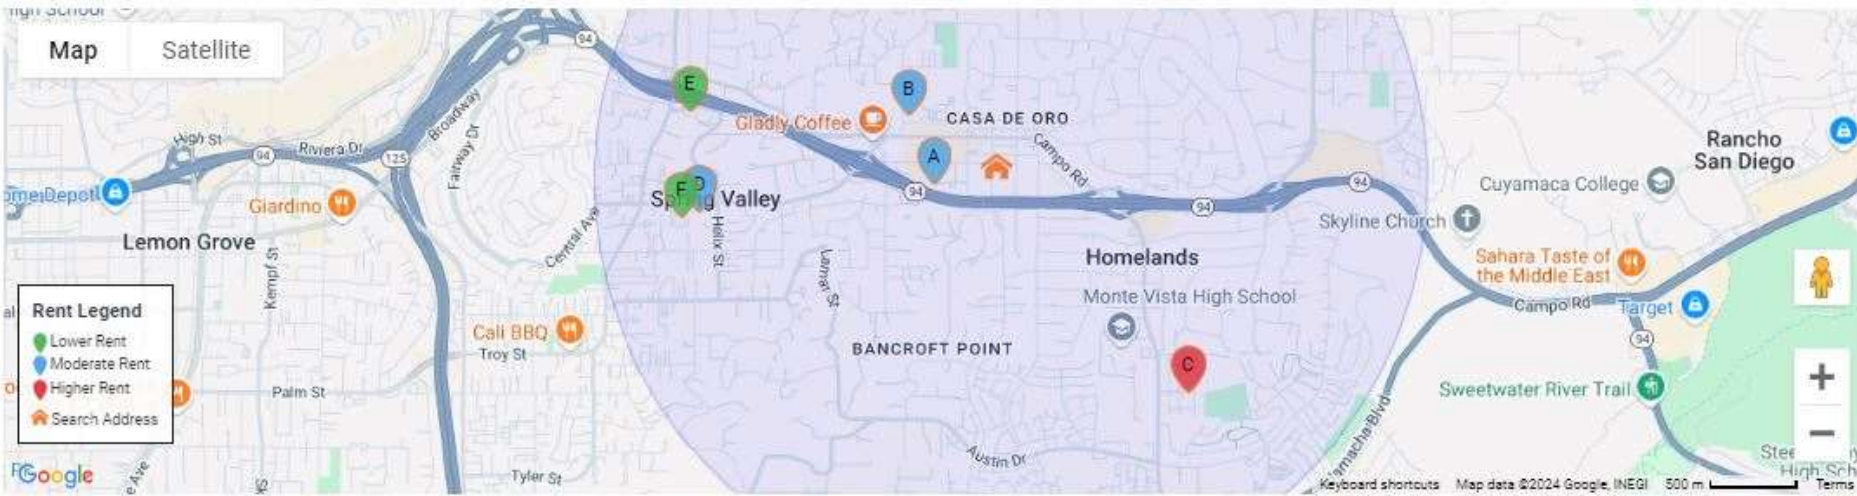 Map
Satellite
94
E
B
Gladly Coffee
CASA DE ORO
Broadway
High St
94
Riviera Dr
125
Fairway Dr
A
Campo Rd
Rancho
San Diego
Giardino
F
D
Spring Valley
94
94
94
Cuyamaca College
Skyline Church
Lemon Grove
Kempf St
Central Ave
Helix St
Lamar St
Homelands
Sahara Taste of
the Middle East
Monte Vista High School
Campo Rd
Target
94
Rent Legend
Lower Rent
Moderate Rent
Higher Rent
Search Address
Cali BBQ
Troy St
BANCROFT POINT
C
Palm St
Sweetwater River Trail
Austin Dr
Tyler St
Google
Keyboard shortcuts
Map data ©2024 Google, INEGI
500 m
Terms